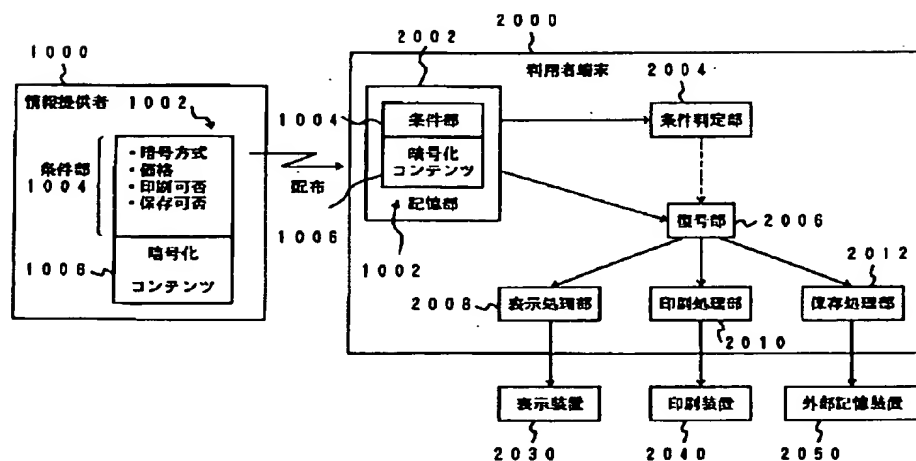 1000
情報提供者
1002
条件部
1004
・暗号方式
・価格
・印刷可否
・保存可否
1006
暗号化
コンテンツ
配布
2000
利用者端末
2002
1004
条件部
暗号化
コンテンツ
記憶部
1006
1002
2004
条件判定部
復号部
2006
2008
表示処理部
印刷処理部
2010
2012
保存処理部
表示装置
2030
印刷装置
2040
外部記憶装置
2050